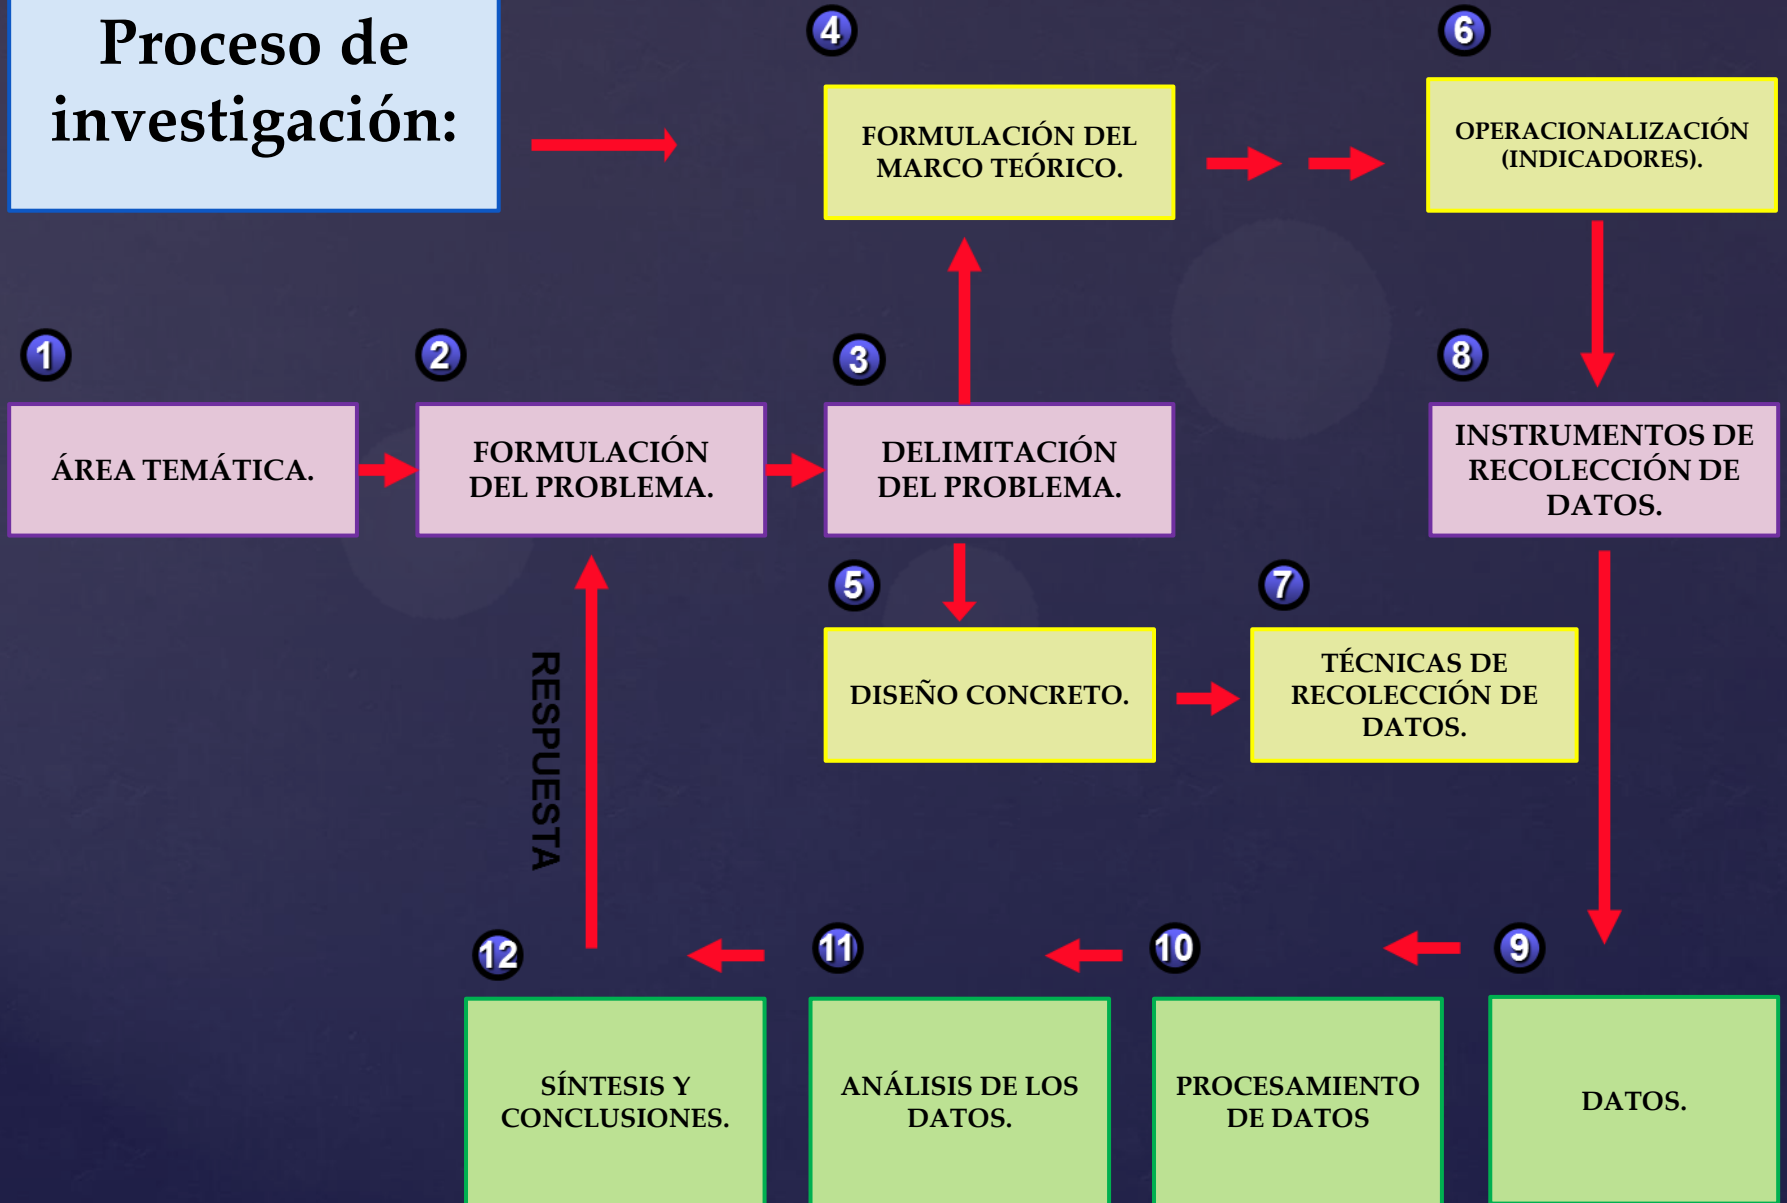 Proceso de
investigación:
4
FORMULACIÓN DEL
MARCO TEÓRICO.
6
OPERACIONALIZACIÓN
(INDICADORES).
1
ÁREA TEMÁTICA.
2
FORMULACIÓN
DEL PROBLEMA.
3
DELIMITACIÓN
DEL PROBLEMA.
8
INSTRUMENTOS DE
RECOLECCIÓN DE
DATOS.
5
DISEÑO CONCRETO.
7
TÉCNICAS DE
RECOLECCIÓN DE
DATOS.
RESPUESTA
12
SÍNTESIS Y
CONCLUSIONES.
11
ANÁLISIS DE LOS
DATOS.
10
PROCESAMIENTO
DE DATOS
9
DATOS.